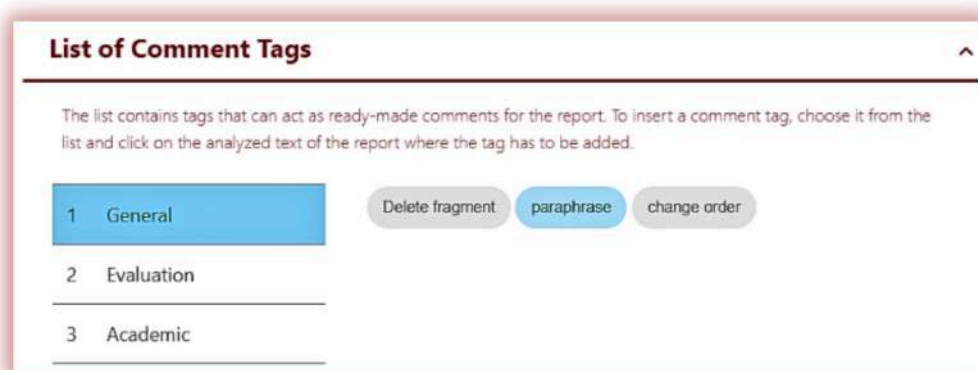 List of Comment Tags
The list contains tags that can act as ready-made comments for the report. To insert a comment tag, choose it from the
list and click on the analyzed text of the report where the tag has to be added.
1 General
Delete fragment paraphrase change order
2 Evaluation
3 Academic